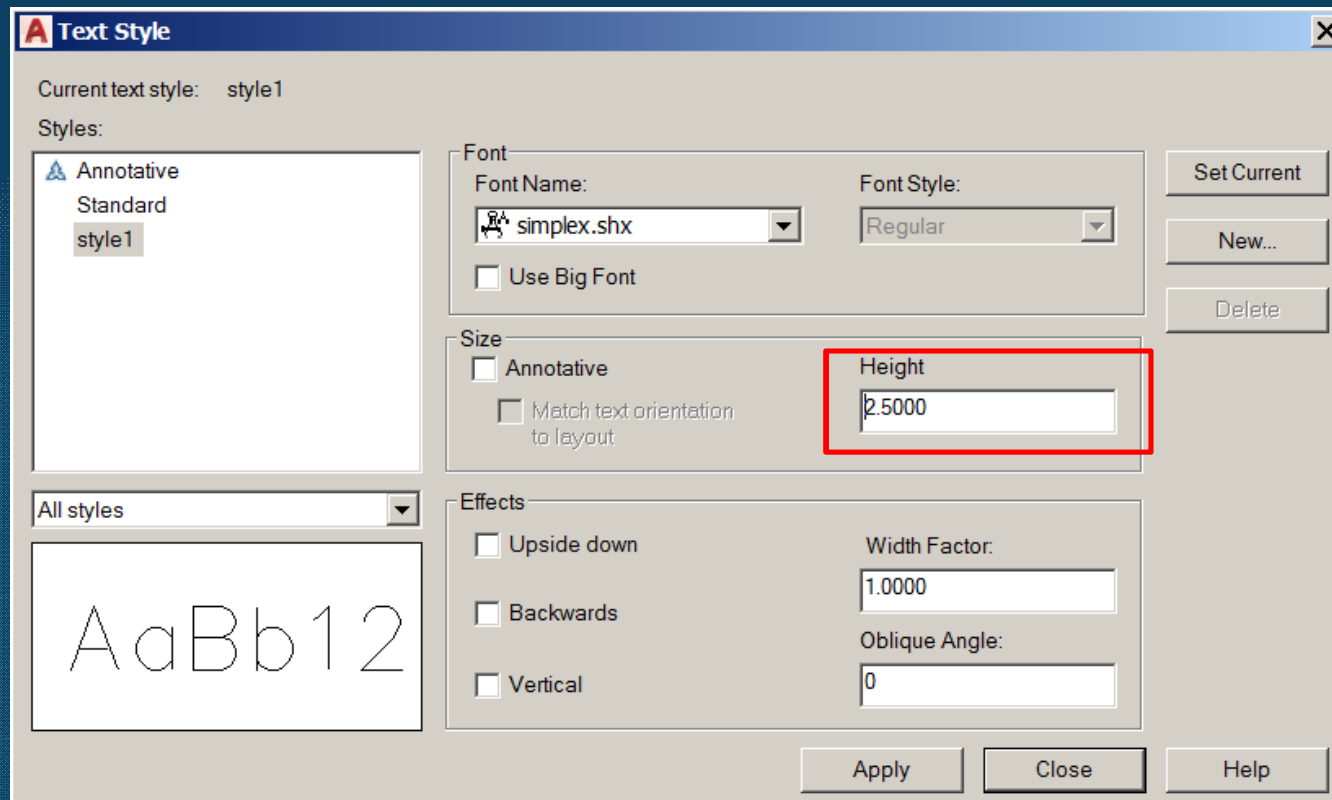 Text Style
Current text style: style1
Styles:
Annotative
Standard
style1
All styles
AaBb12
Font
Font Name:
Font Style:
simplex.shx
Regular
Use Big Font
Size
Annotative
Match text orientation
to layout
Height
2.5000
Effects
Upside down
Backwards
Vertical
Width Factor:
1.0000
Oblique Angle:
0
Set Current
New...
Delete
Apply
Close
Help